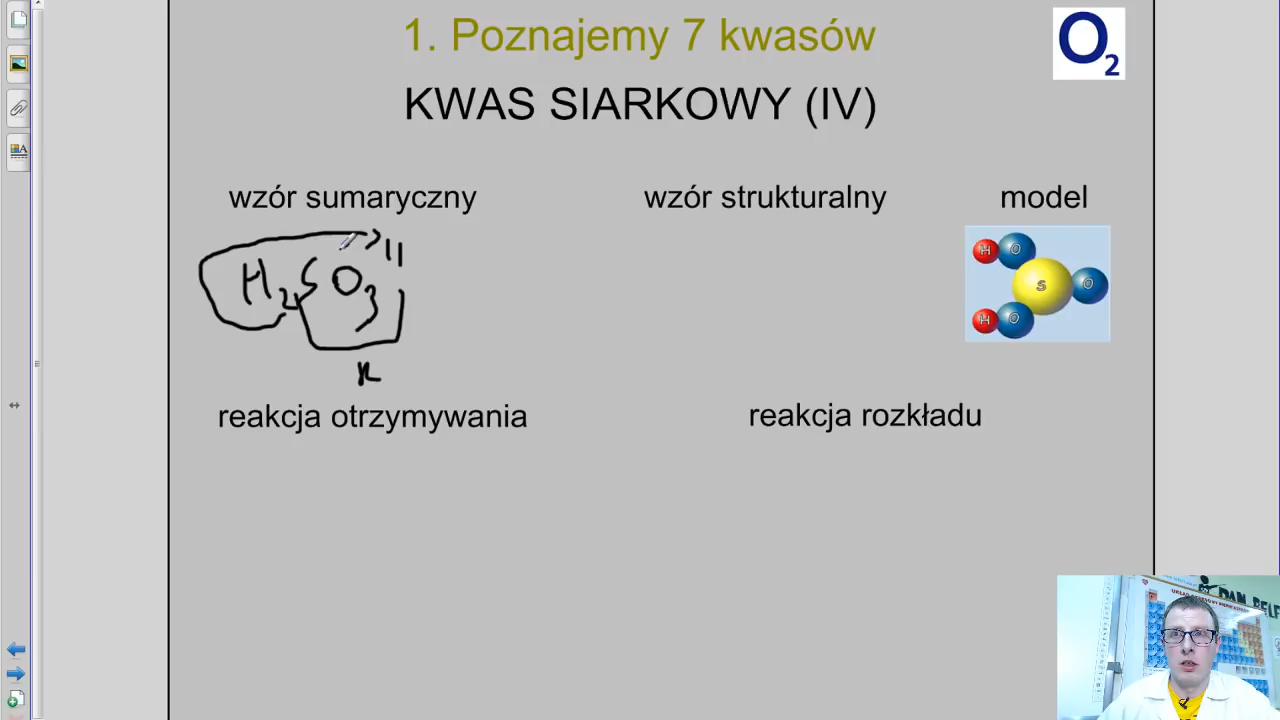 1. Poznajemy 7 kwasów
O2
KWAS SIARKOWY (IV)
wzór sumaryczny
wzór strukturalny
model
H2SO3
II
R
H O
S O
H O
reakcja otrzymywania
reakcja rozkładu